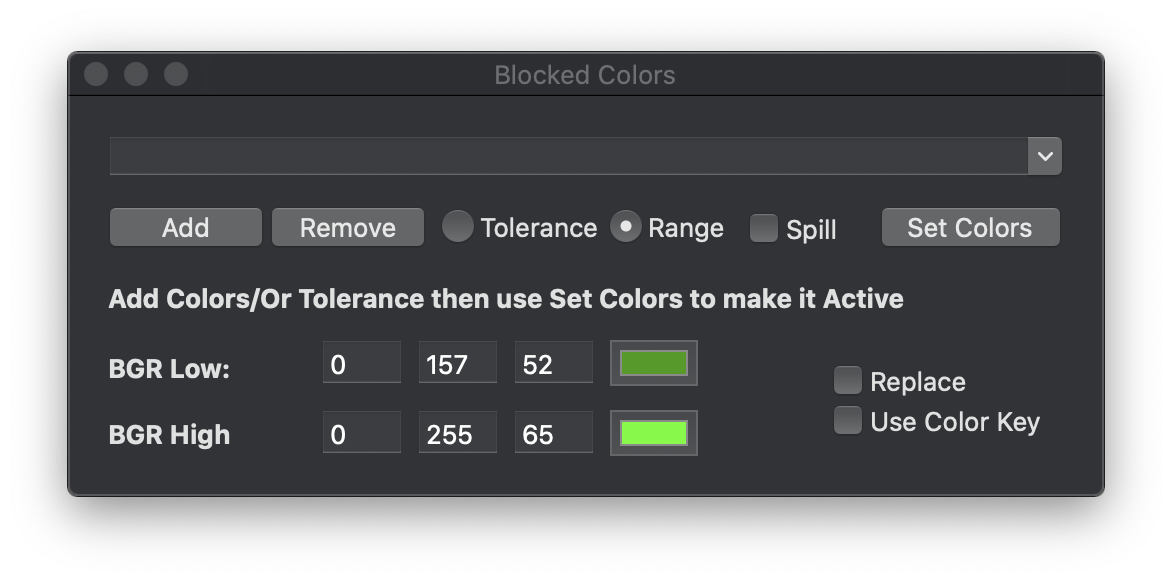 Blocked Colors
Add Remove Tolerance Range Spill Set Colors
Add Colors/Or Tolerance then use Set Colors to make it Active
BGR Low: 0 157 52
Replace
Use Color Key
BGR High 0 255 65